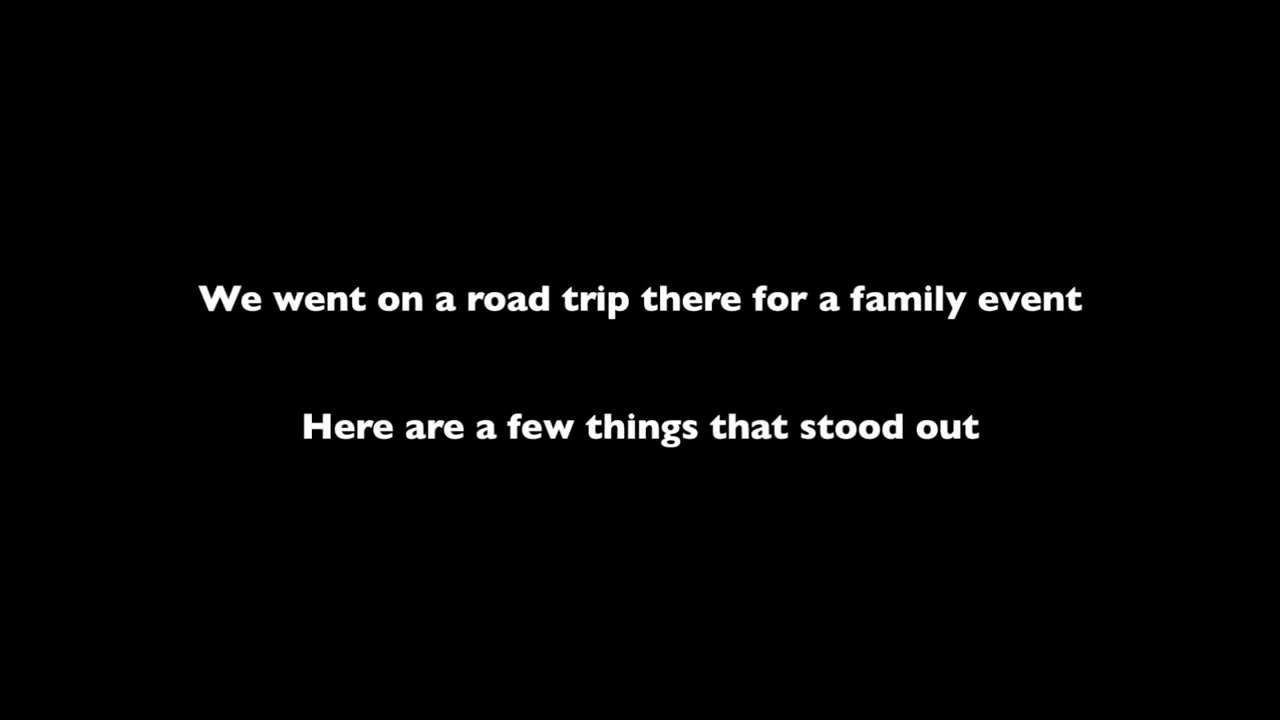 We went on a road trip there for a family event
Here are a few things that stood out